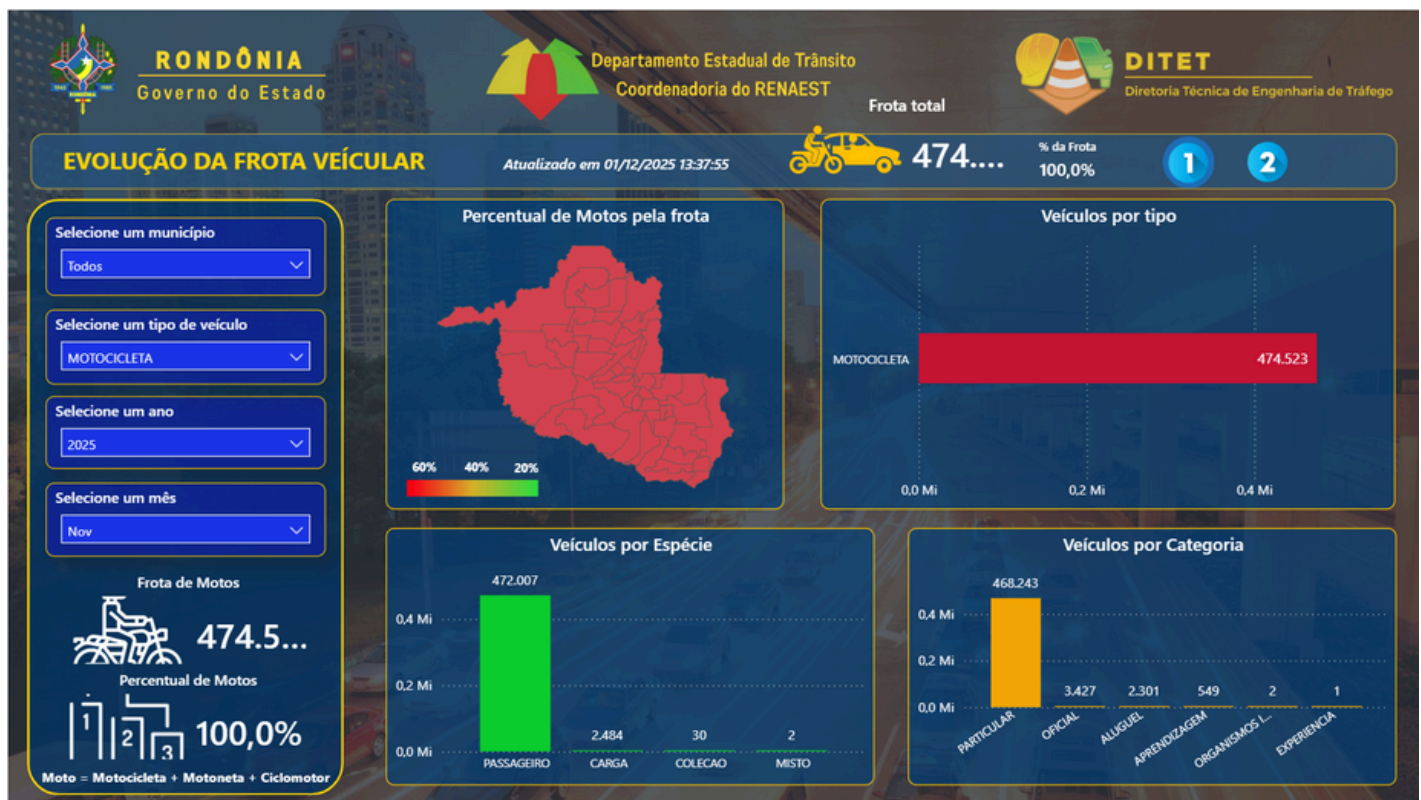 RONDÔNIA
Governo do Estado
Departamento Estadual de Trânsito
Coordenadoria do RENAEST
DITET
Diretoria Técnica de Engenharia de Tráfego
Frota total
EVOLUÇÃO DA FROTA VEÍCULAR
Atualizado em 01/12/2025 13:37:55
474....
% da Frota
100,0%
1
2
Selecione um município
Todos
Selecione um tipo de veículo
MOTOCICLETA
Selecione um ano
2025
Selecione um mês
Nov
Frota de Motos
474.5...
Percentual de Motos
1
2
3
100,0%
Moto = Motocicleta + Motoneta + Ciclomotor
Percentual de Motos pela frota
60% 40% 20%
Veículos por tipo
MOTOCICLETA
474.523
0,0 Mi 0,2 Mi 0,4 Mi
Veículos por Espécie
472.007
0,4 Mi
0,2 Mi
2.484 30 2
0,0 Mi
PASSAGEIRO CARGA COLECAO MISTO
Veículos por Categoria
468.243
0,4 Mi
0,2 Mi
3.427 2.301 549 2 1
0,0 Mi
PARTICULAR OFICIAL ALUGUEL APRENDIZAGEM ORGANISMOS I... EXPERIENCIA